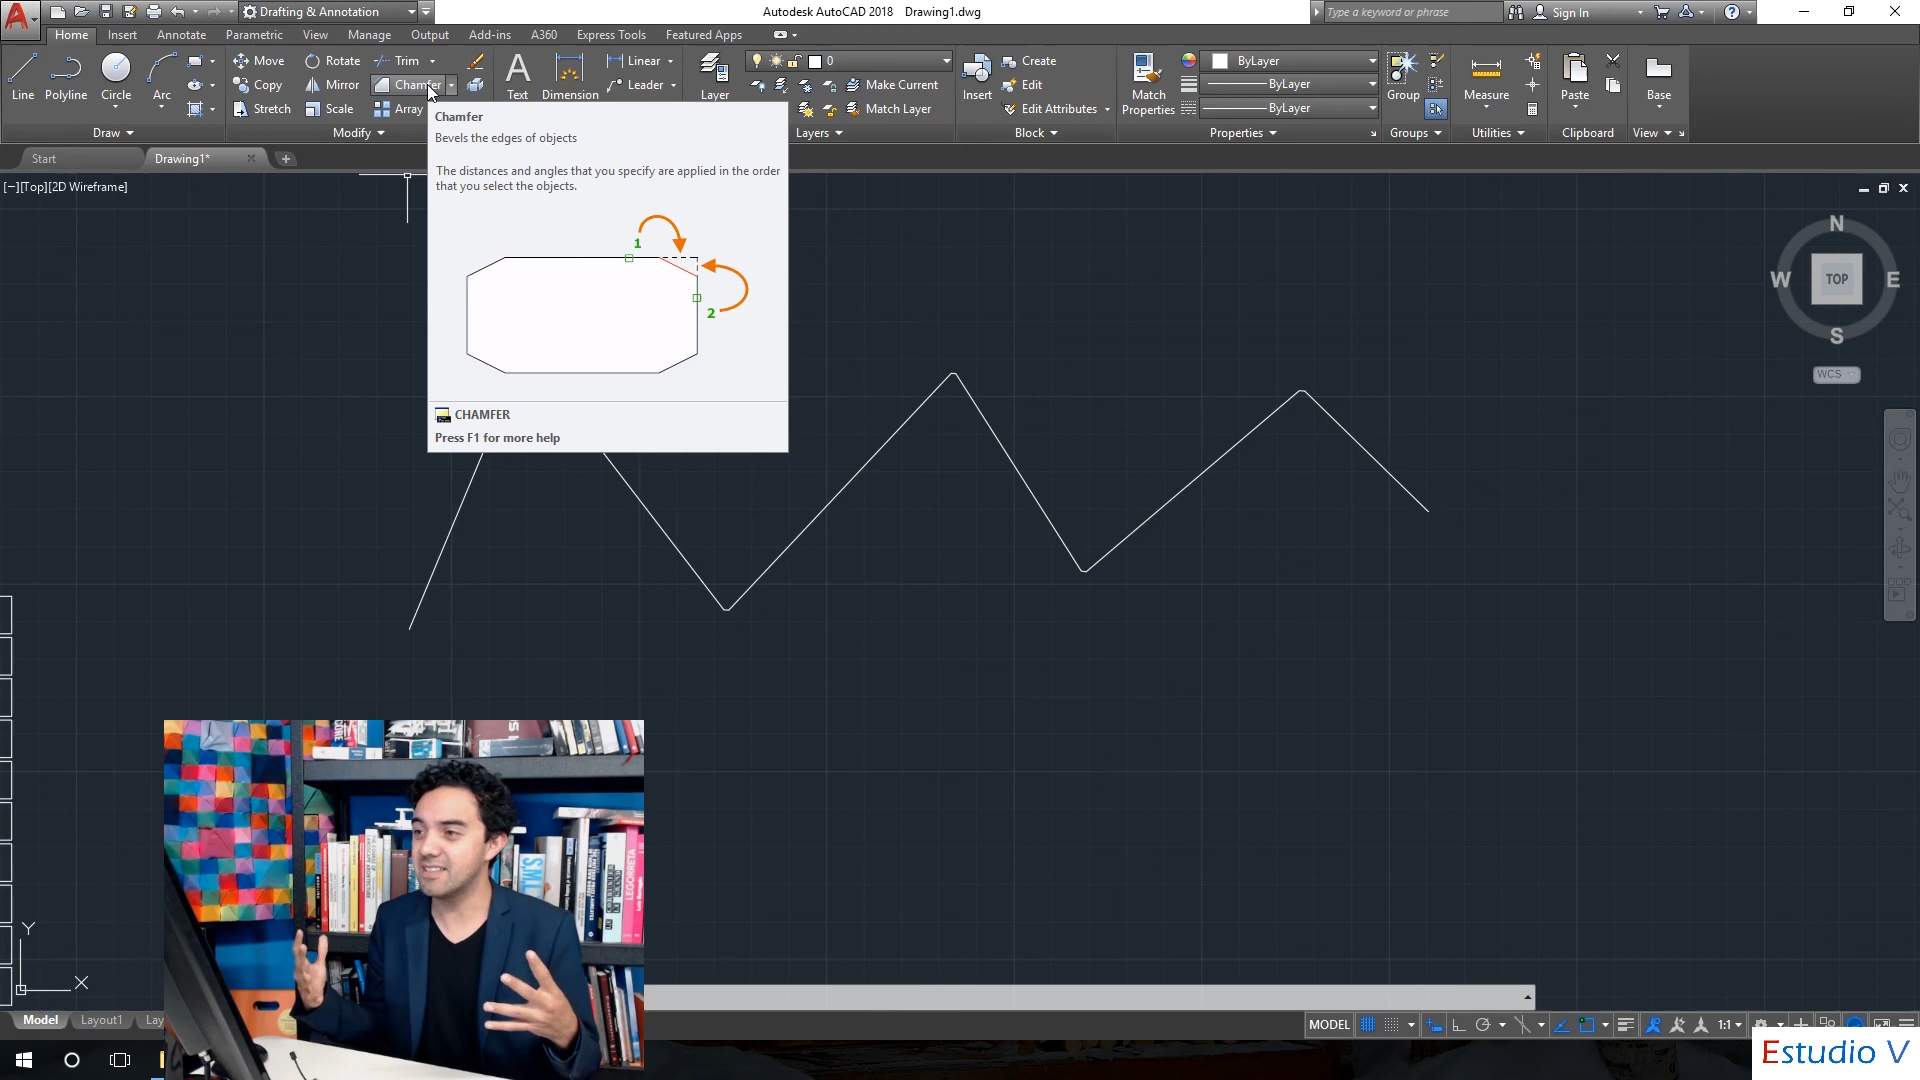 Drafting & Annotation
Autodesk AutoCAD 2018 Drawing1.dwg
Type a keyword or phrase
Sign In
Home Insert Annotate Parametric View Manage Output Add-ins A360 Express Tools Featured Apps
Line Polyline Circle Arc
Move Rotate Trim
Copy Mirror Chamfer
Stretch Scale Array
Text Dimension
Linear
Leader
Layer
0
Make Current
Match Layer
Insert
Create
Edit
Edit Attributes
Match Properties
ByLayer
ByLayer
ByLayer
Group Measure Paste Base
Draw Modify Layers Block Properties Groups Utilities Clipboard View
Start Drawing1*
[−][Top][2D Wireframe]
Chamfer
Bevels the edges of objects
The distances and angles that you specify are applied in the order
that you select the objects.
1
2
CHAMFER
Press F1 for more help
N
W TOP E
S
WCS
LEGORRETA
Y
X
Model Layout1 Lay
MODEL 1:1
Estudio V